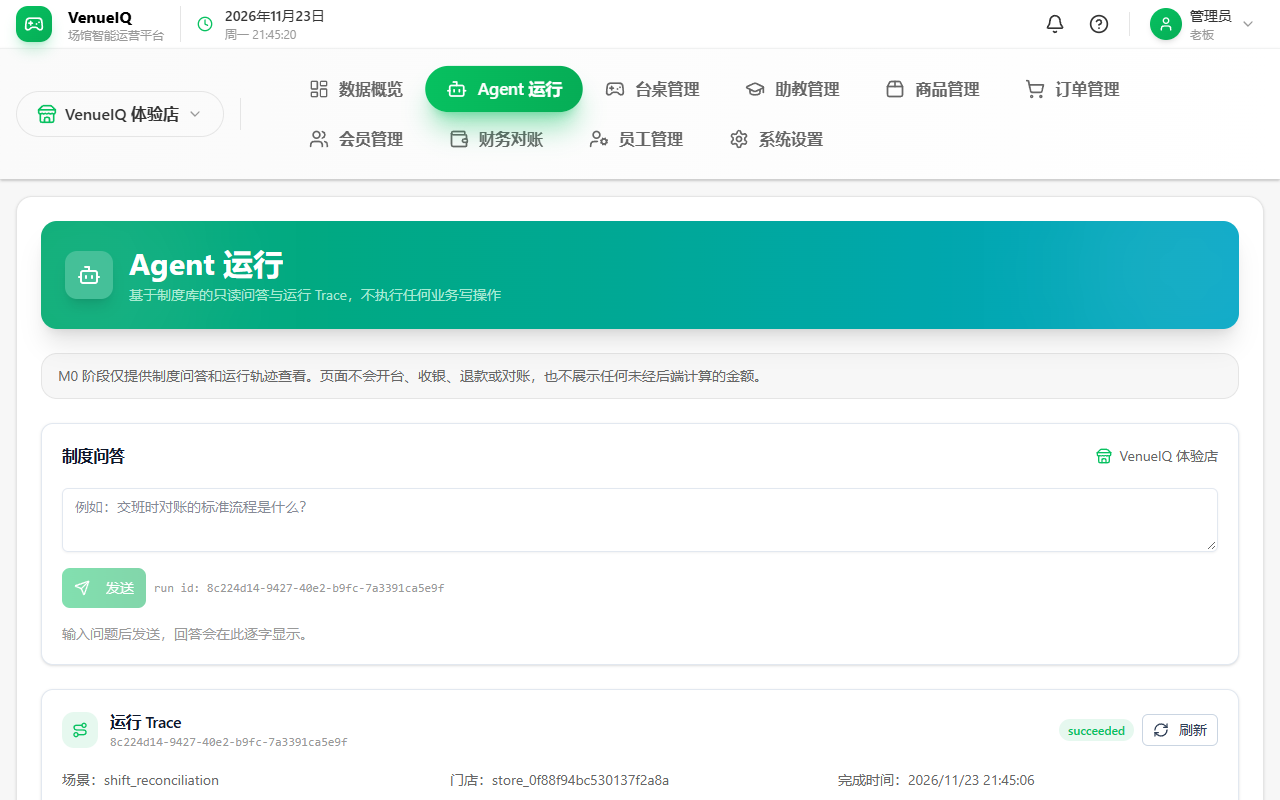 VenueIQ
场馆智能运营平台
2026年11月23日
周一 21:45:20
管理员
老板
VenueIQ 体验店
数据概览
Agent 运行
台桌管理
助教管理
商品管理
订单管理
会员管理
财务对账
员工管理
系统设置
Agent 运行
基于制度库的只读问答与运行 Trace，不执行任何业务写操作
M0 阶段仅提供制度问答和运行轨迹查看。页面不会开台、收银、退款或对账，也不展示任何未经后端计算的金额。
制度问答
VenueIQ 体验店
例如：交班时对账的标准流程是什么？
发送
run id: 8c224d14-9427-40e2-b9fc-7a3391ca5e9f
输入问题后发送，回答会在此逐字显示。
运行 Trace
8c224d14-9427-40e2-b9fc-7a3391ca5e9f
succeeded
刷新
场景：shift_reconciliation
门店：store_0f88f94bc530137f2a8a
完成时间：2026/11/23 21:45:06